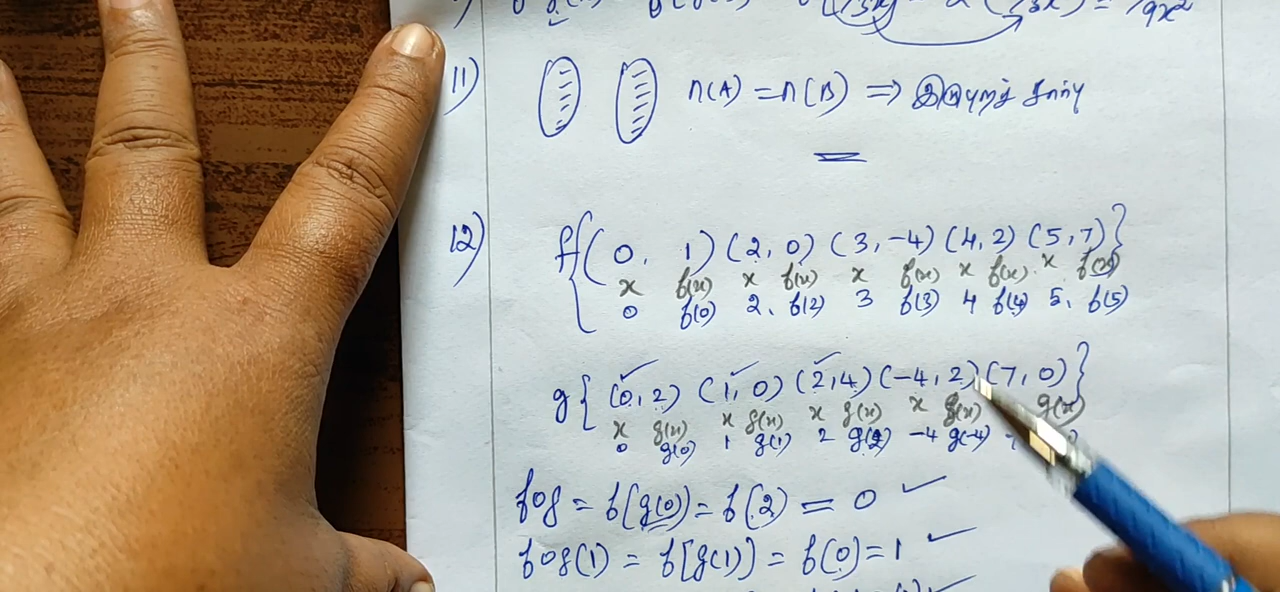 11) n(A) = n(B) ⇒ இருபுறச் சார்பு
12) f{(0, 1) (2, 0) (3, -4) (4, 2) (5, 7)}
x f(x) x f(x) x f(x) x f(x) x f(x)
0 f(0) 2, f(2) 3 f(3) 4 f(4) 5, f(5)
g{ (0, 2) (1, 0) (2, 4) (-4, 2) (7, 0)}
x g(x) x g(x) x g(x) x g(x) g(x)
0 g(0) 1 g(1) 2 g(2) -4 g(-4)
fog = f[g(0)] = f(2) = 0 ✓
fog(1) = f[g(1)] = f(0) = 1 ✓